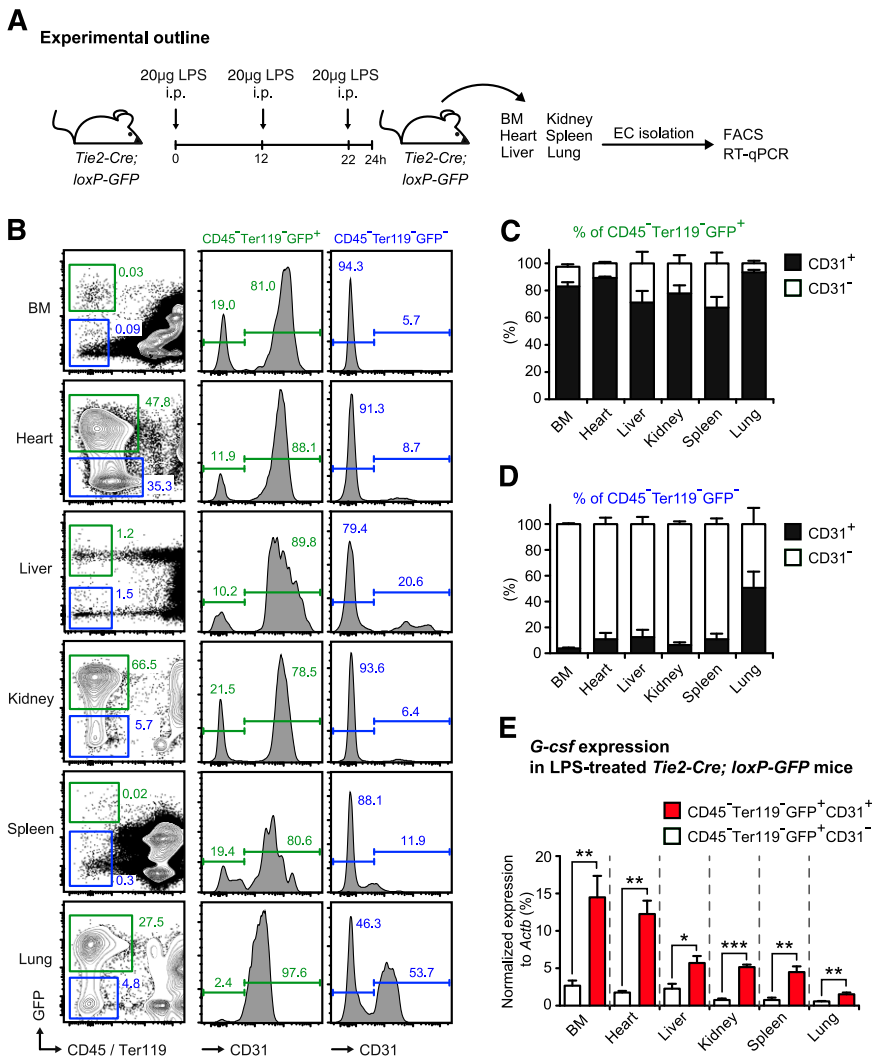 A
Experimental outline
20μg LPS i.p.
20μg LPS i.p.
20μg LPS i.p.
Tie2-Cre;
loxP-GFP
0
12
22
24h
Tie2-Cre;
loxP-GFP
BM Kidney
Heart Spleen
Liver Lung
EC isolation
FACS
RT-qPCR
B
CD45⁻Ter119⁻GFP⁺
CD45⁻Ter119⁻GFP⁻
BM
0.03
0.09
19.0
81.0
94.3
5.7
Heart
47.8
35.3
11.9
88.1
91.3
8.7
Liver
1.2
1.5
10.2
89.8
79.4
20.6
Kidney
66.5
5.7
21.5
78.5
93.6
6.4
Spleen
0.02
0.3
19.4
80.6
88.1
11.9
Lung
27.5
4.8
2.4
97.6
46.3
53.7
GFP
CD45 / Ter119
CD31
CD31
C
% of CD45⁻Ter119⁻GFP⁺
CD31⁺
CD31⁻
(%)
100
80
60
40
20
0
BM
Heart
Liver
Kidney
Spleen
Lung
D
% of CD45⁻Ter119⁻GFP⁻
CD31⁺
CD31⁻
(%)
100
80
60
40
20
0
BM
Heart
Liver
Kidney
Spleen
Lung
E
G-csf expression
in LPS-treated Tie2-Cre; loxP-GFP mice
CD45⁻Ter119⁻GFP⁺CD31⁺
CD45⁻Ter119⁻GFP⁺CD31⁻
Normalized expression
to Actb (%)
20
15
10
5
0
**
**
*
***
**
**
BM
Heart
Liver
Kidney
Spleen
Lung